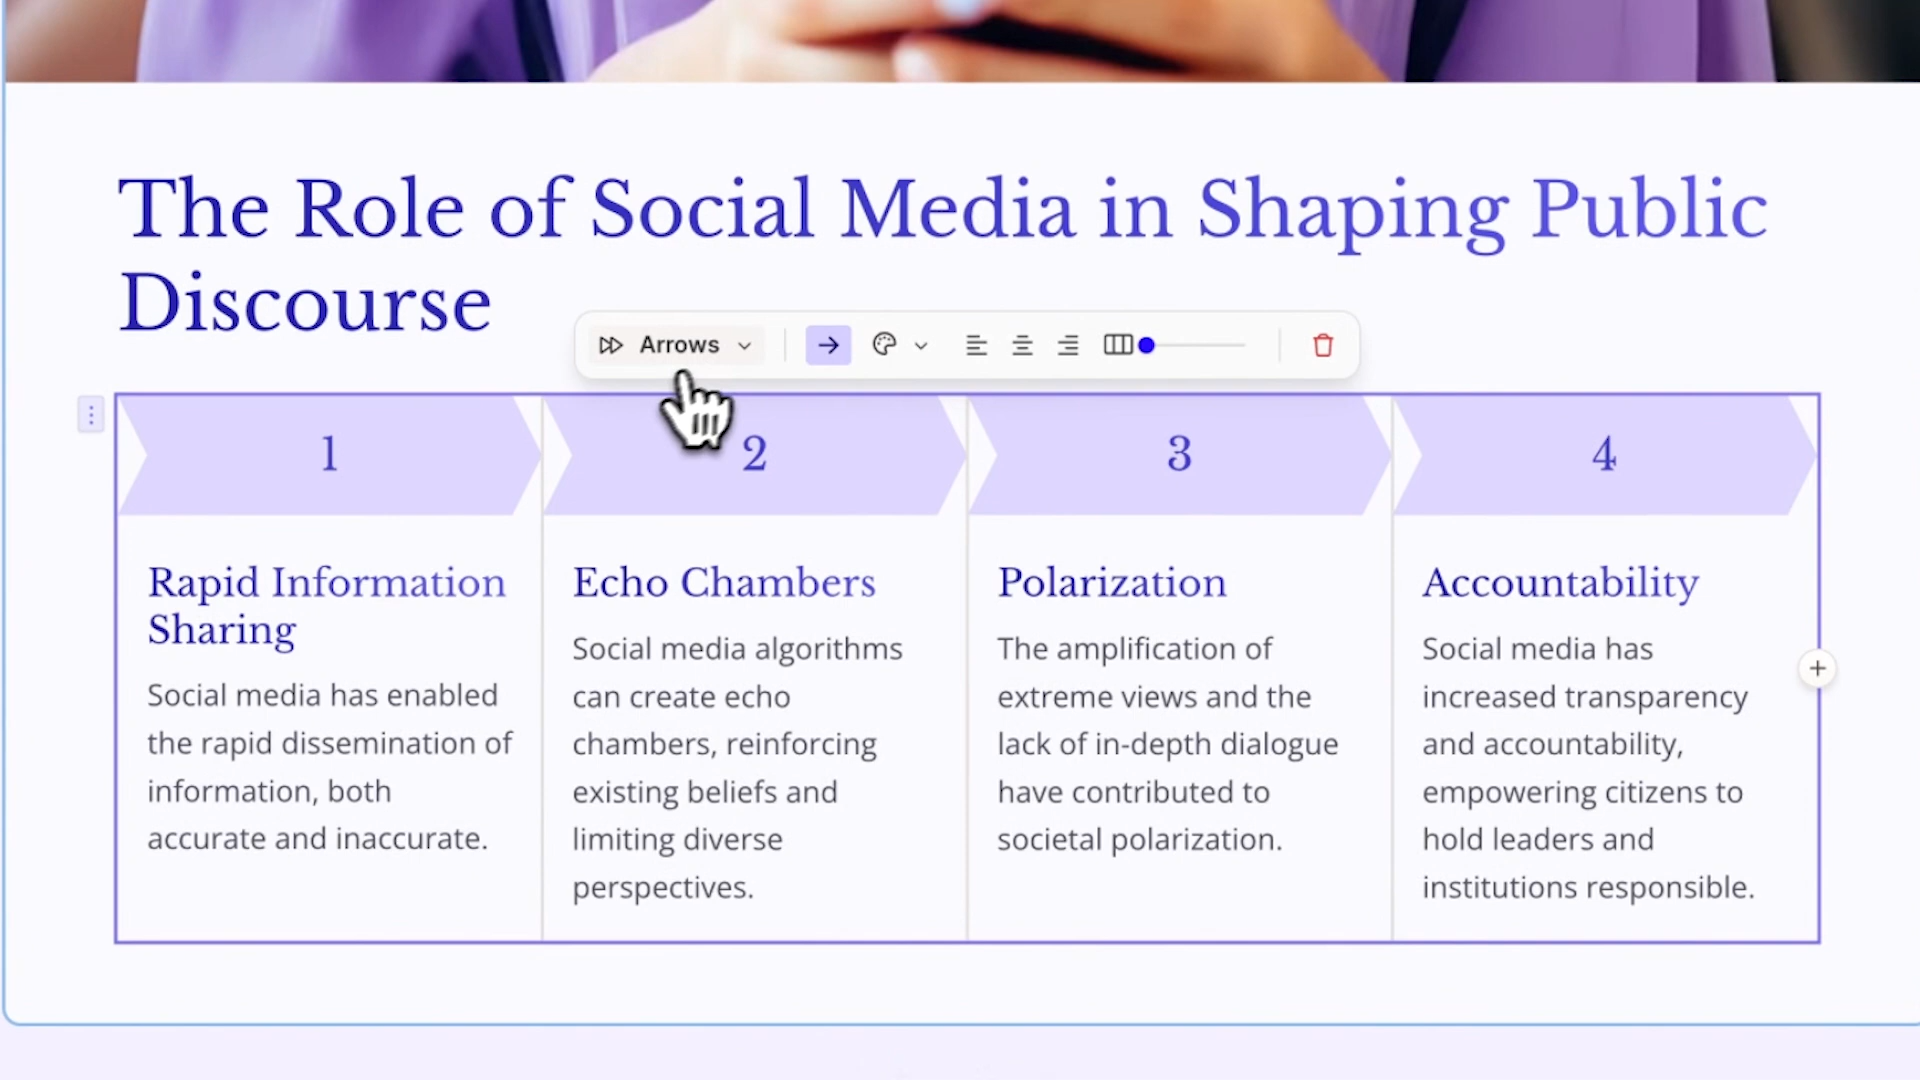 The Role of Social Media in Shaping Public
Discourse
Arrows
1
2
3
4
Rapid Information
Sharing
Social media has enabled
the rapid dissemination of
information, both
accurate and inaccurate.
Echo Chambers
Social media algorithms
can create echo
chambers, reinforcing
existing beliefs and
limiting diverse
perspectives.
Polarization
The amplification of
extreme views and the
lack of in-depth dialogue
have contributed to
societal polarization.
Accountability
Social media has
increased transparency
and accountability,
empowering citizens to
hold leaders and
institutions responsible.